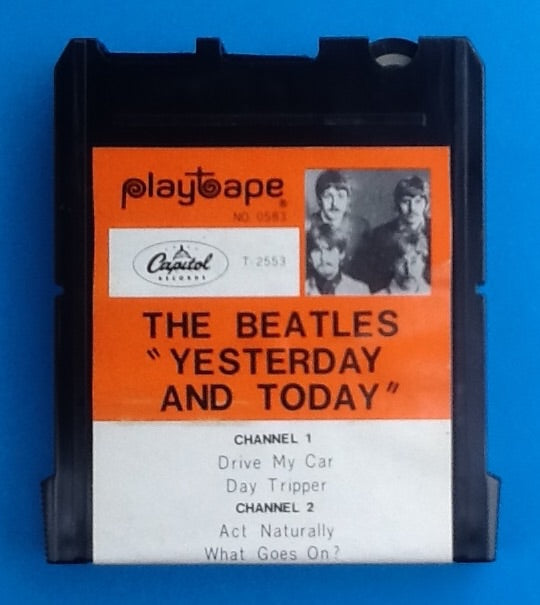 playtape ®
NO 0583
Capitol
RECORDS
T-2553
THE BEATLES
"YESTERDAY
AND TODAY"
CHANNEL 1
Drive My Car
Day Tripper
CHANNEL 2
Act Naturally
What Goes On?